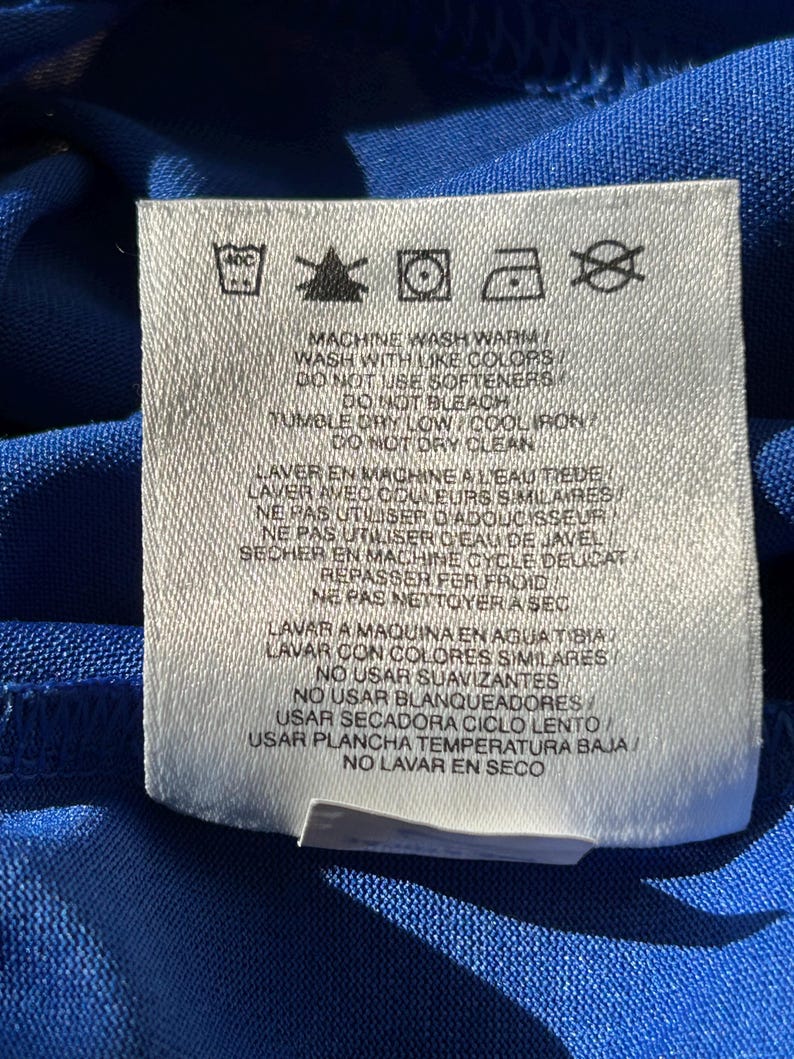 40C
MACHINE WASH WARM /
WASH WITH LIKE COLORS /
DO NOT USE SOFTENERS /
DO NOT BLEACH
TUMBLE DRY LOW / COOL IRON /
DO NOT DRY CLEAN
LAVER EN MACHINE A L'EAU TIEDE /
LAVER AVEC COULEURS SIMILAIRES /
NE PAS UTILISER D'ADOUCISSEUR /
NE PAS UTILISER D'EAU DE JAVEL /
SECHER EN MACHINE CYCLE DELICAT /
REPASSER FER FROID /
NE PAS NETTOYER A SEC
LAVAR A MAQUINA EN AGUA TIBIA /
LAVAR CON COLORES SIMILARES /
NO USAR SUAVIZANTES
NO USAR BLANQUEADORES /
USAR SECADORA CICLO LENTO /
USAR PLANCHA TEMPERATURA BAJA /
NO LAVAR EN SECO